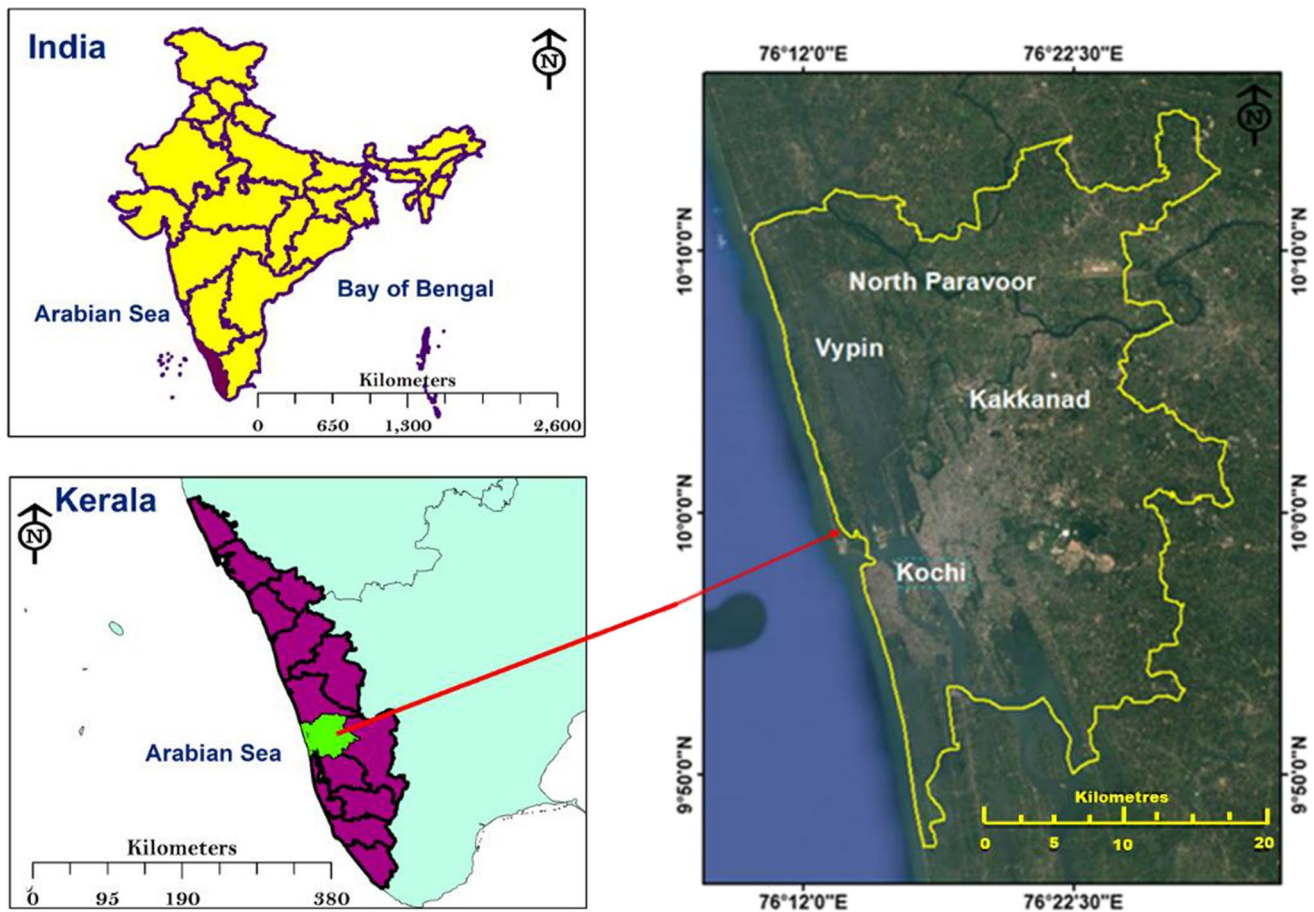 India
N
Arabian Sea
Bay of Bengal
Kilometers
0 650 1,300 2,600
Kerala
N
Arabian Sea
Kilometers
0 95 190 380
76°12'0"E 76°22'30"E
N
10°10'0"N
10°10'0"N
North Paravoor
Vypin
Kakkanad
10°0'0"N
10°0'0"N
Kochi
9°50'0"N
9°50'0"N
Kilometres
0 5 10 20
76°12'0"E 76°22'30"E